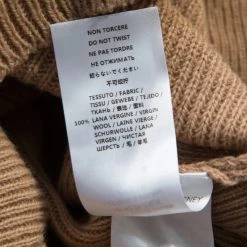 NON TORCERE
DO NOT TWIST
NE PAS TORDRE
НЕ ОТЖИМАТЬ
絞らないでください
不可絞拧
TESSUTO / FABRIC /
TISSU / GEWEBE / TEJIDO /
ТКАНЬ / 表地 / 面料
100% LANA VERGINE / VIRGIN
WOOL / LAINE VIERGE /
SCHURWOLLE / LANA
VIRGEN / ЧИСТАЯ
ШЕРСТЬ / 毛 / 羊毛